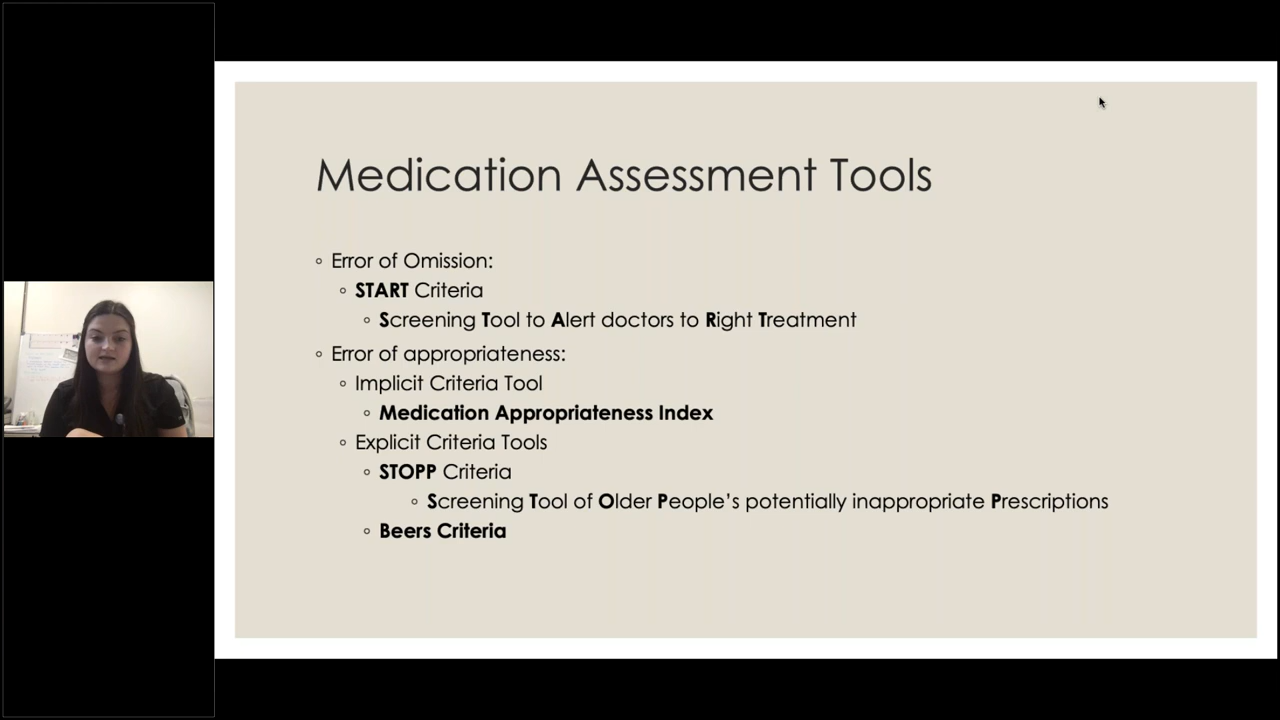 Medication Assessment Tools
◦ Error of Omission:
◦ START Criteria
◦ Screening Tool to Alert doctors to Right Treatment
◦ Error of appropriateness:
◦ Implicit Criteria Tool
◦ Medication Appropriateness Index
◦ Explicit Criteria Tools
◦ STOPP Criteria
◦ Screening Tool of Older People's potentially inappropriate Prescriptions
◦ Beers Criteria